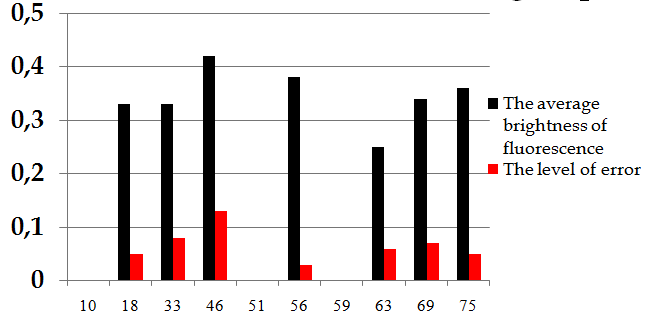 0,5
0,4
0,3
0,2
0,1
0
10 18 33 46 51 56 59 63 69 75
The average
brightness of
fluorescence
The level of error